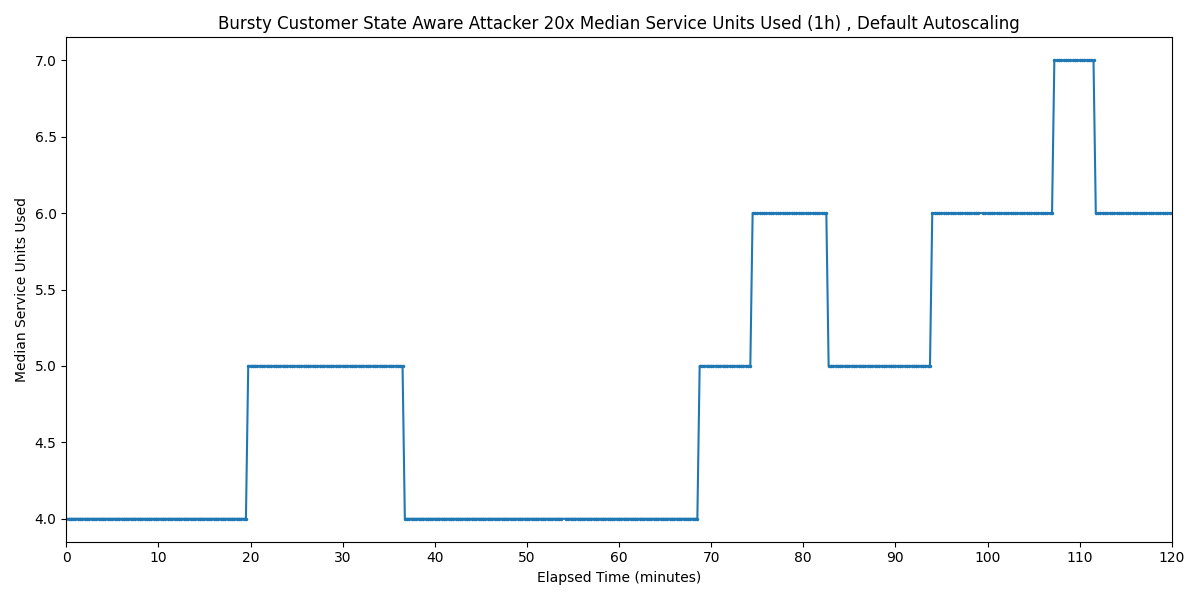 Bursty Customer State Aware Attacker 20x Median Service Units Used (1h) , Default Autoscaling
Median Service Units Used
7.0
6.5
6.0
5.5
5.0
4.5
4.0
0 10 20 30 40 50 60 70 80 90 100 110 120
Elapsed Time (minutes)